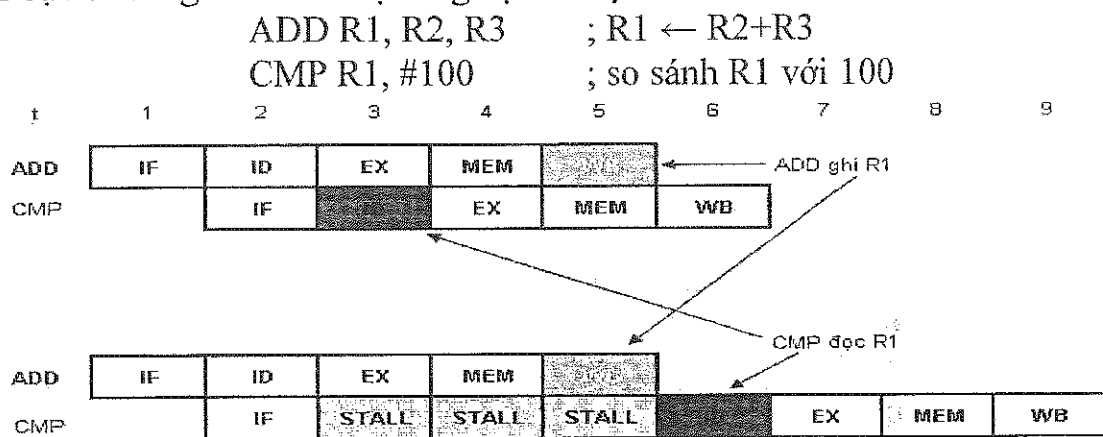 ADD R1, R2, R3 ; R1 ← R2+R3
CMP R1, #100 ; so sánh R1 với 100
t 1 2 3 4 5 6 7 8 9
ADD IF ID EX MEM WB ADD ghi R1
CMP IF EX MEM WB
CMP đọc R1
ADD IF ID EX MEM
CMP IF STALL STALL STALL EX MEM WB